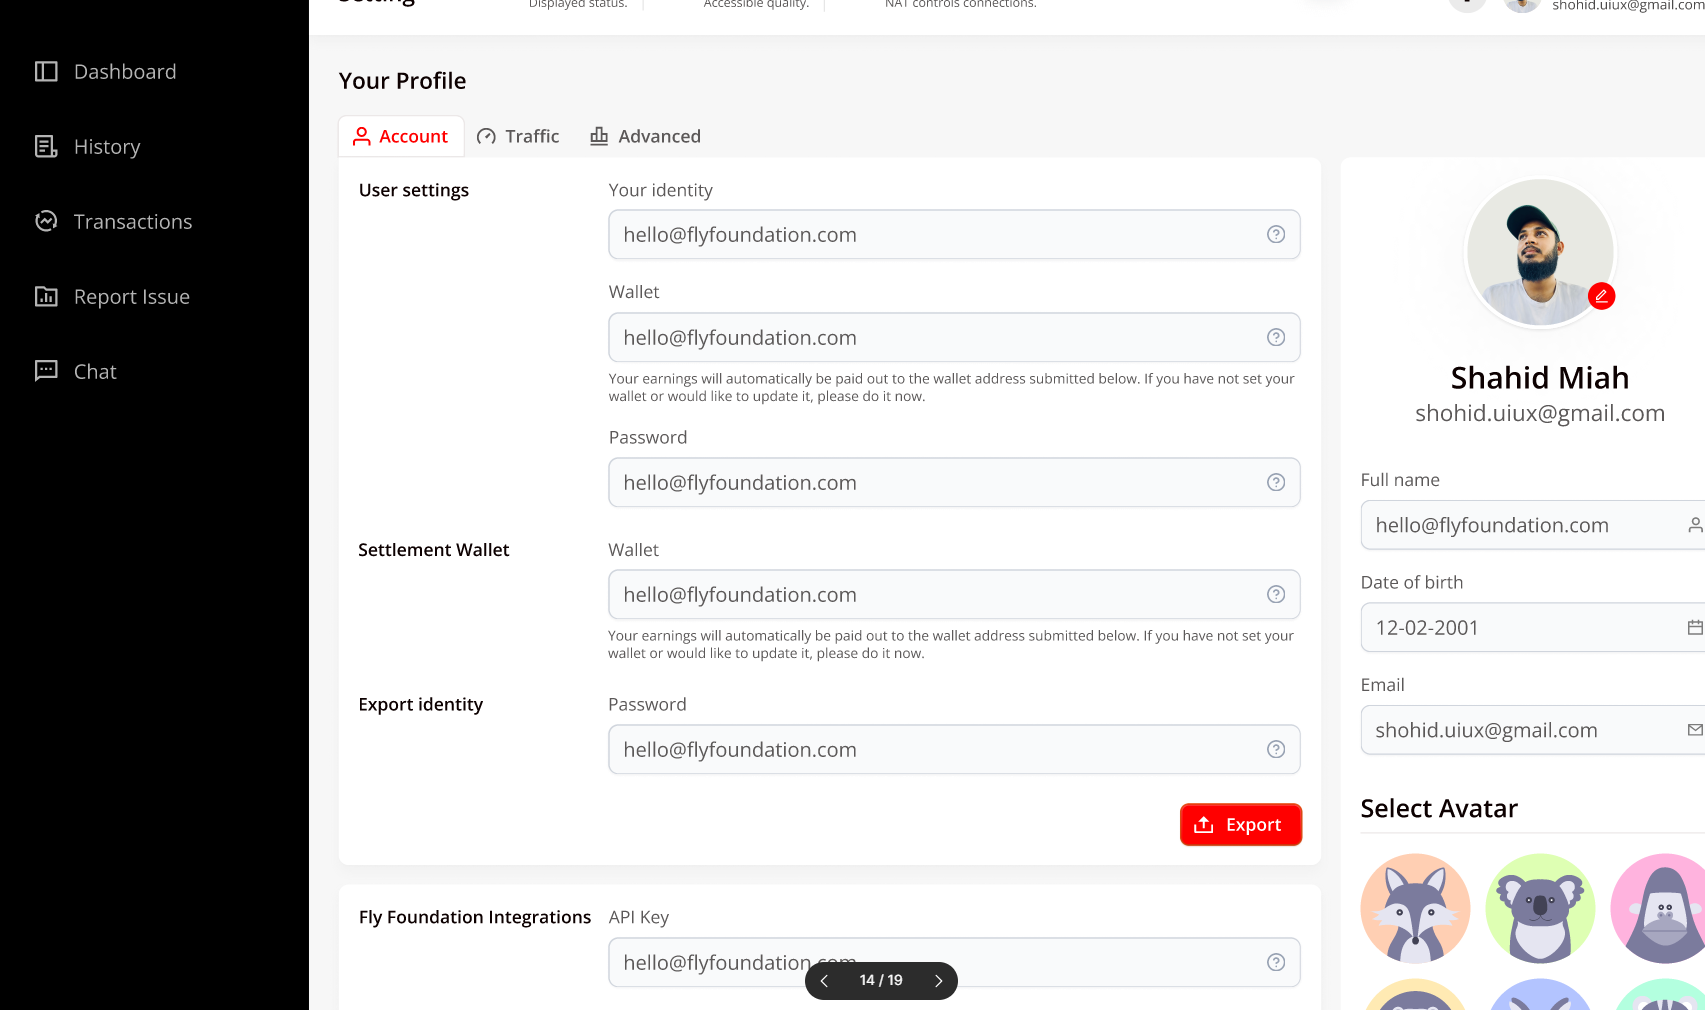 Setting
Displayed status.
Accessible quality.
NAT controls connections.
shohid.uiux@gmail.com
Dashboard
History
Transactions
Report Issue
Chat
Your Profile
Account
Traffic
Advanced
User settings
Your identity
hello@flyfoundation.com
Wallet
hello@flyfoundation.com
Your earnings will automatically be paid out to the wallet address submitted below. If you have not set your
wallet or would like to update it, please do it now.
Password
hello@flyfoundation.com
Settlement Wallet
Wallet
hello@flyfoundation.com
Your earnings will automatically be paid out to the wallet address submitted below. If you have not set your
wallet or would like to update it, please do it now.
Export identity
Password
hello@flyfoundation.com
Export
Fly Foundation Integrations
API Key
hello@flyfoundation.com
14 / 19
Shahid Miah
shohid.uiux@gmail.com
Full name
hello@flyfoundation.com
Date of birth
12-02-2001
Email
shohid.uiux@gmail.com
Select Avatar